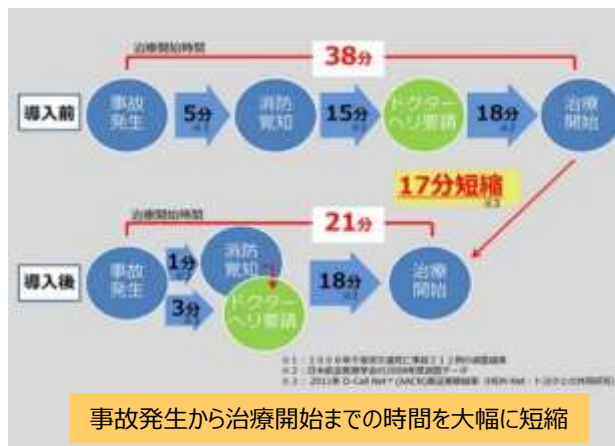 治療開始時間
38分
導入前
事故
発生
5分
消防
覚知
15分
ドクター
ヘリ要請
18分
治療
開始
17分短縮
治療開始時間
21分
導入後
事故
発生
1分
3分
消防
覚知
ドクター
ヘリ要請
18分
治療
開始
事故発生から治療開始までの時間を大幅に短縮